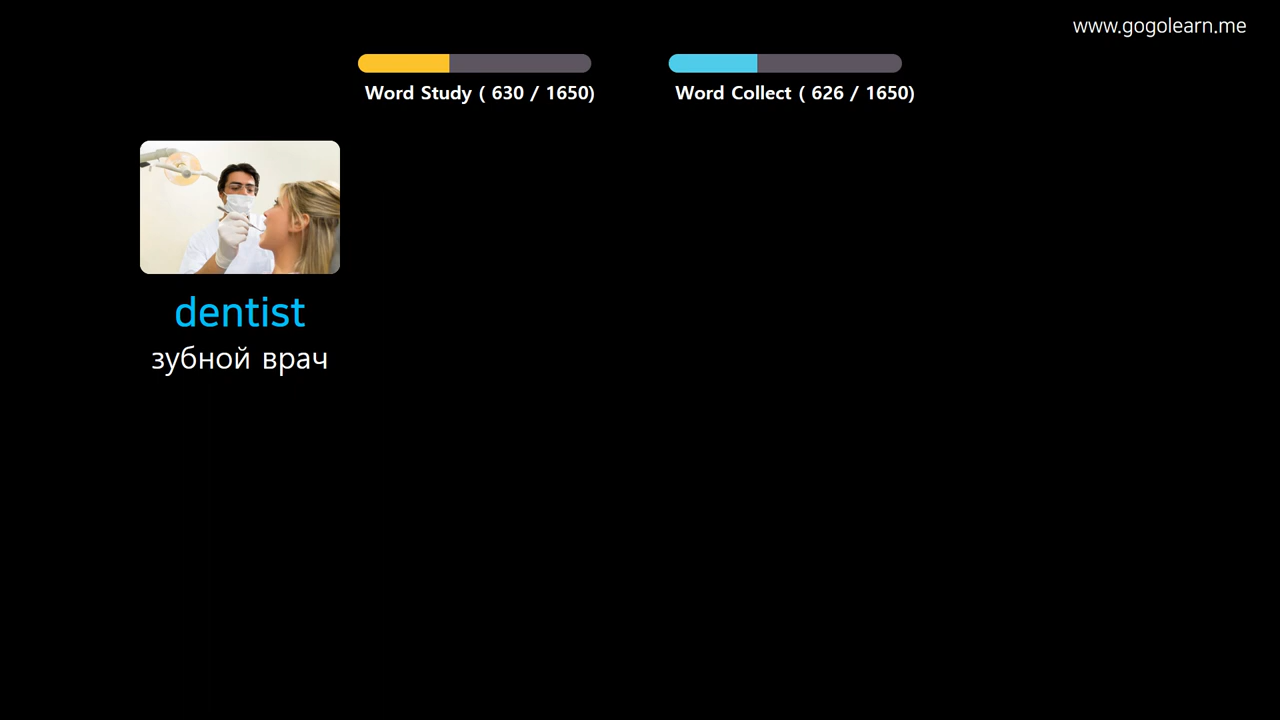 www.gogolearn.me
Word Study ( 630 / 1650)
Word Collect ( 626 / 1650)
dentist
зубной врач